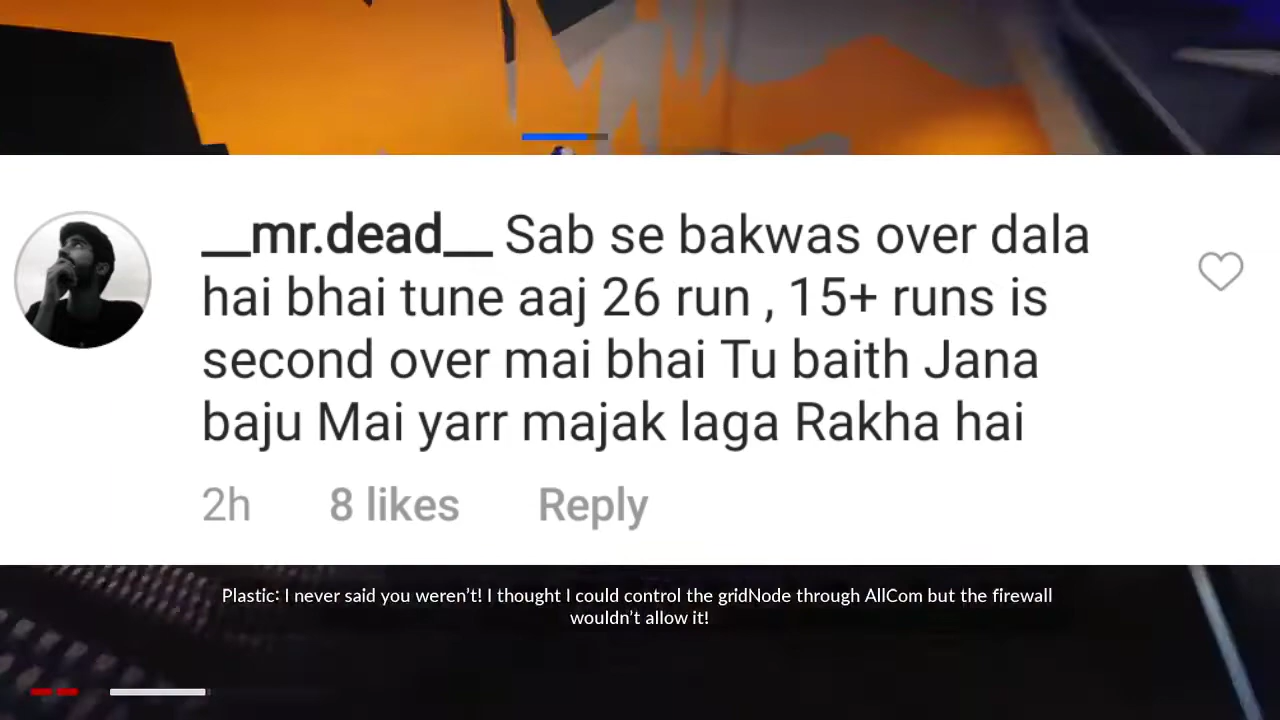 __mr.dead__ Sab se bakwas over dala
hai bhai tune aaj 26 run , 15+ runs is
second over mai bhai Tu baith Jana
baju Mai yarr majak laga Rakha hai
2h 8 likes Reply
Plastic: I never said you weren't! I thought I could control the gridNode through AllCom but the firewall
wouldn't allow it!